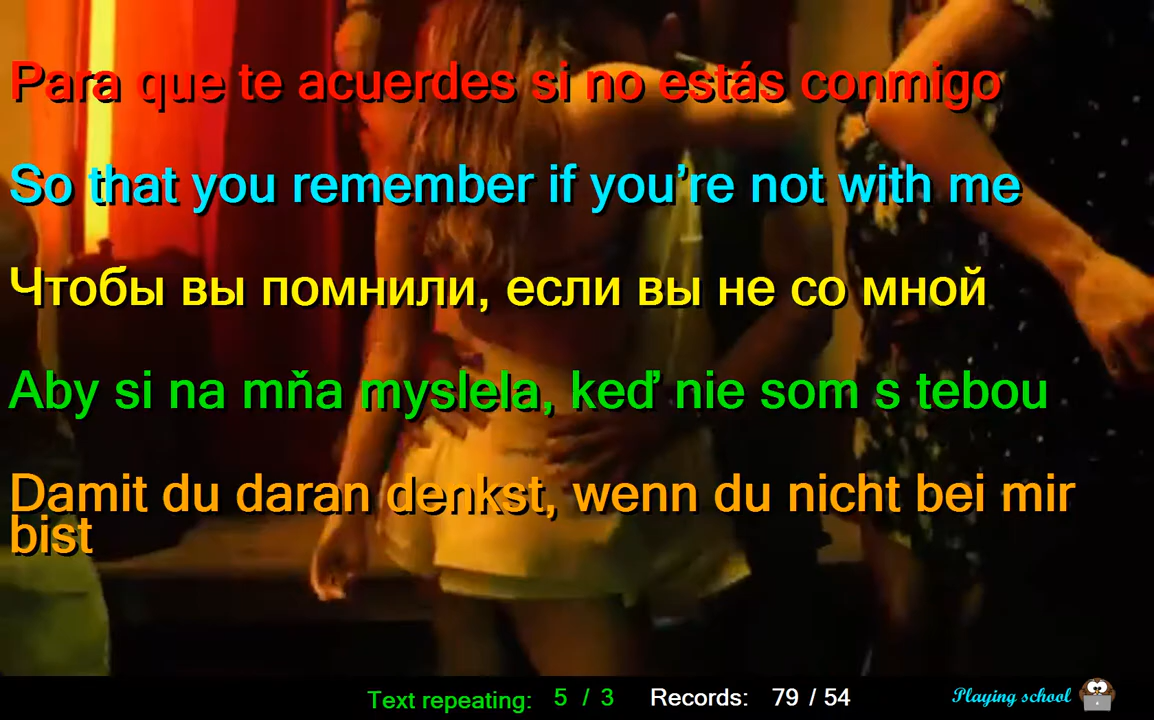 Para que te acuerdes si no estás conmigo
So that you remember if you’re not with me
Чтобы вы помнили, если вы не со мной
Aby si na mňa myslela, keď nie som s tebou
Damit du daran denkst, wenn du nicht bei mir
bist
Text repeating: 5 / 3 Records: 79 / 54 Playing school